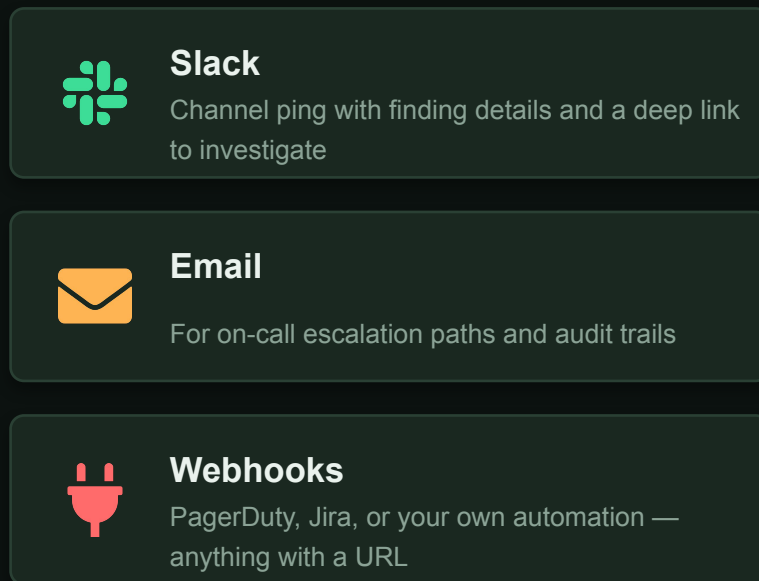 Slack
Channel ping with finding details and a deep link
to investigate
Email
For on-call escalation paths and audit trails
Webhooks
PagerDuty, Jira, or your own automation —
anything with a URL